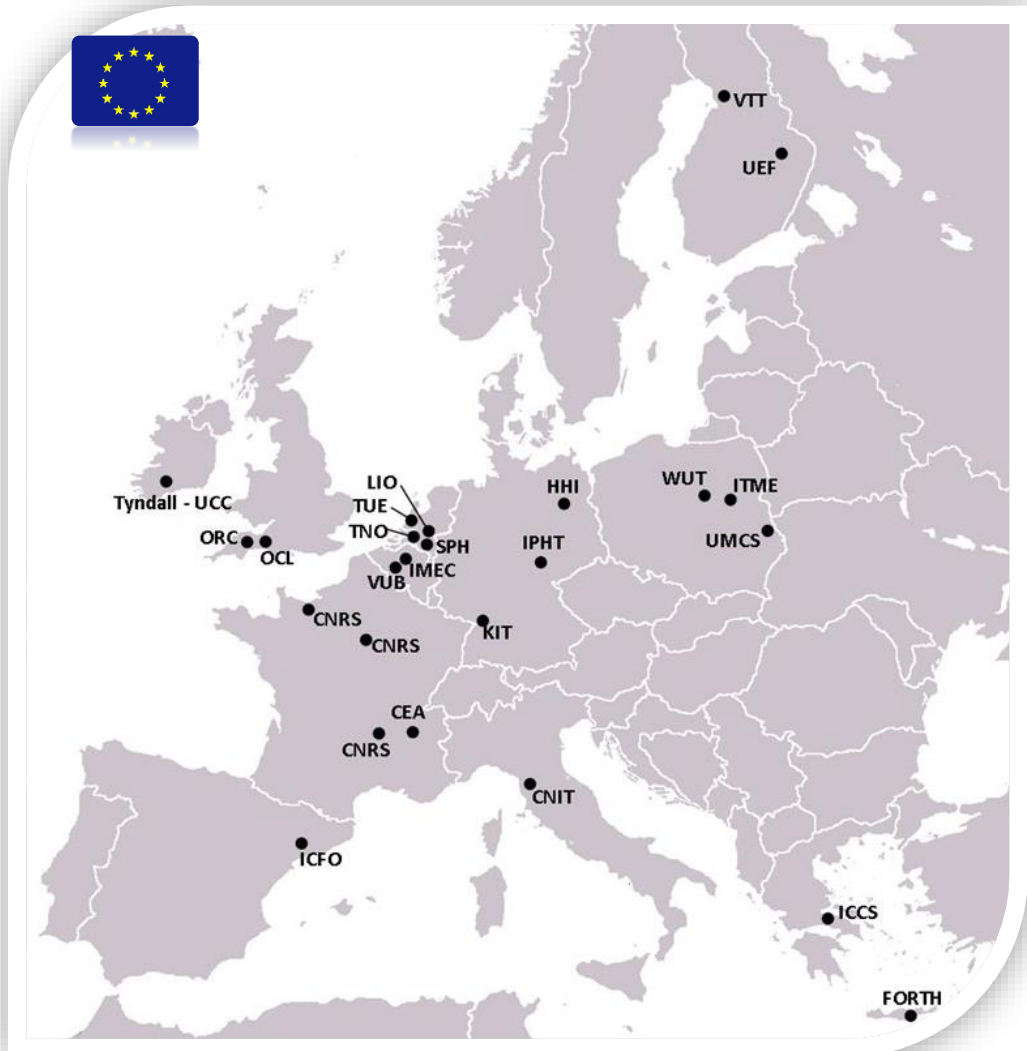 VTT
UEF
LIO
HHI
WUT
ITME
Tyndall - UCC
TUE
TNO
ORC
SPH
IPHT
UMCS
OCL
IMEC
VUB
CNRS
KIT
CNRS
CEA
CNRS
CNIT
ICFO
ICCS
FORTH